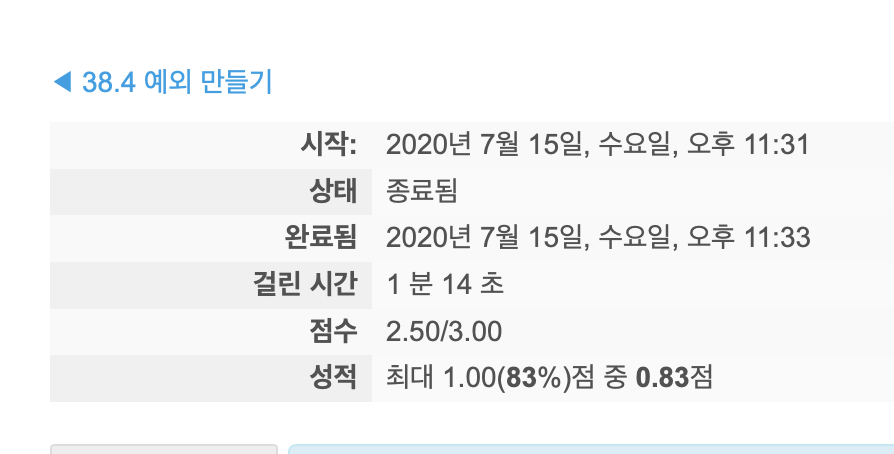 ◀ 38.4 예외 만들기
시작: 2020년 7월 15일, 수요일, 오후 11:31
상태 종료됨
완료됨 2020년 7월 15일, 수요일, 오후 11:33
걸린 시간 1 분 14 초
점수 2.50/3.00
성적 최대 1.00(83%)점 중 0.83점